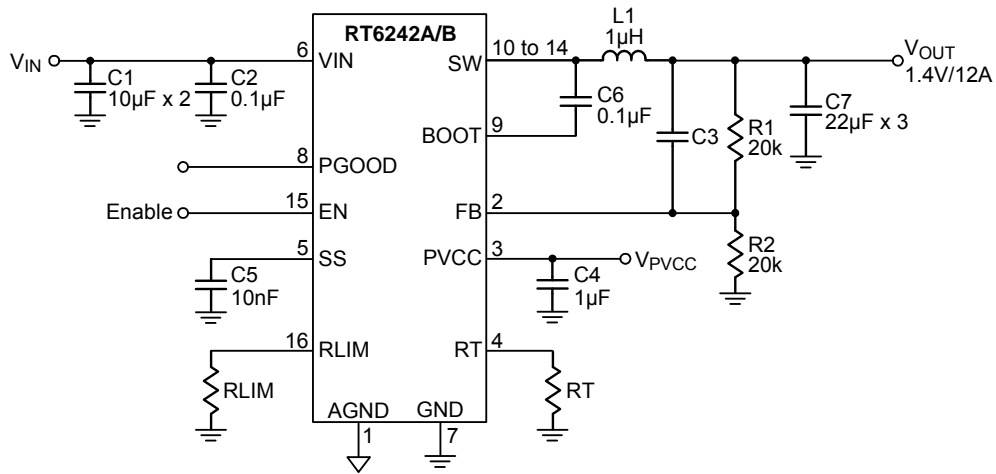 RT6242A/B
VIN
6
VIN
C1
10µF x 2
C2
0.1µF
8
PGOOD
Enable
15
EN
5
SS
C5
10nF
16
RLIM
RLIM
AGND
1
GND
7
SW
10 to 14
L1
1µH
VOUT
1.4V/12A
C6
0.1µF
BOOT
9
C3
R1
20k
C7
22µF x 3
FB
2
R2
20k
PVCC
3
VPVCC
C4
1µF
RT
4
RT